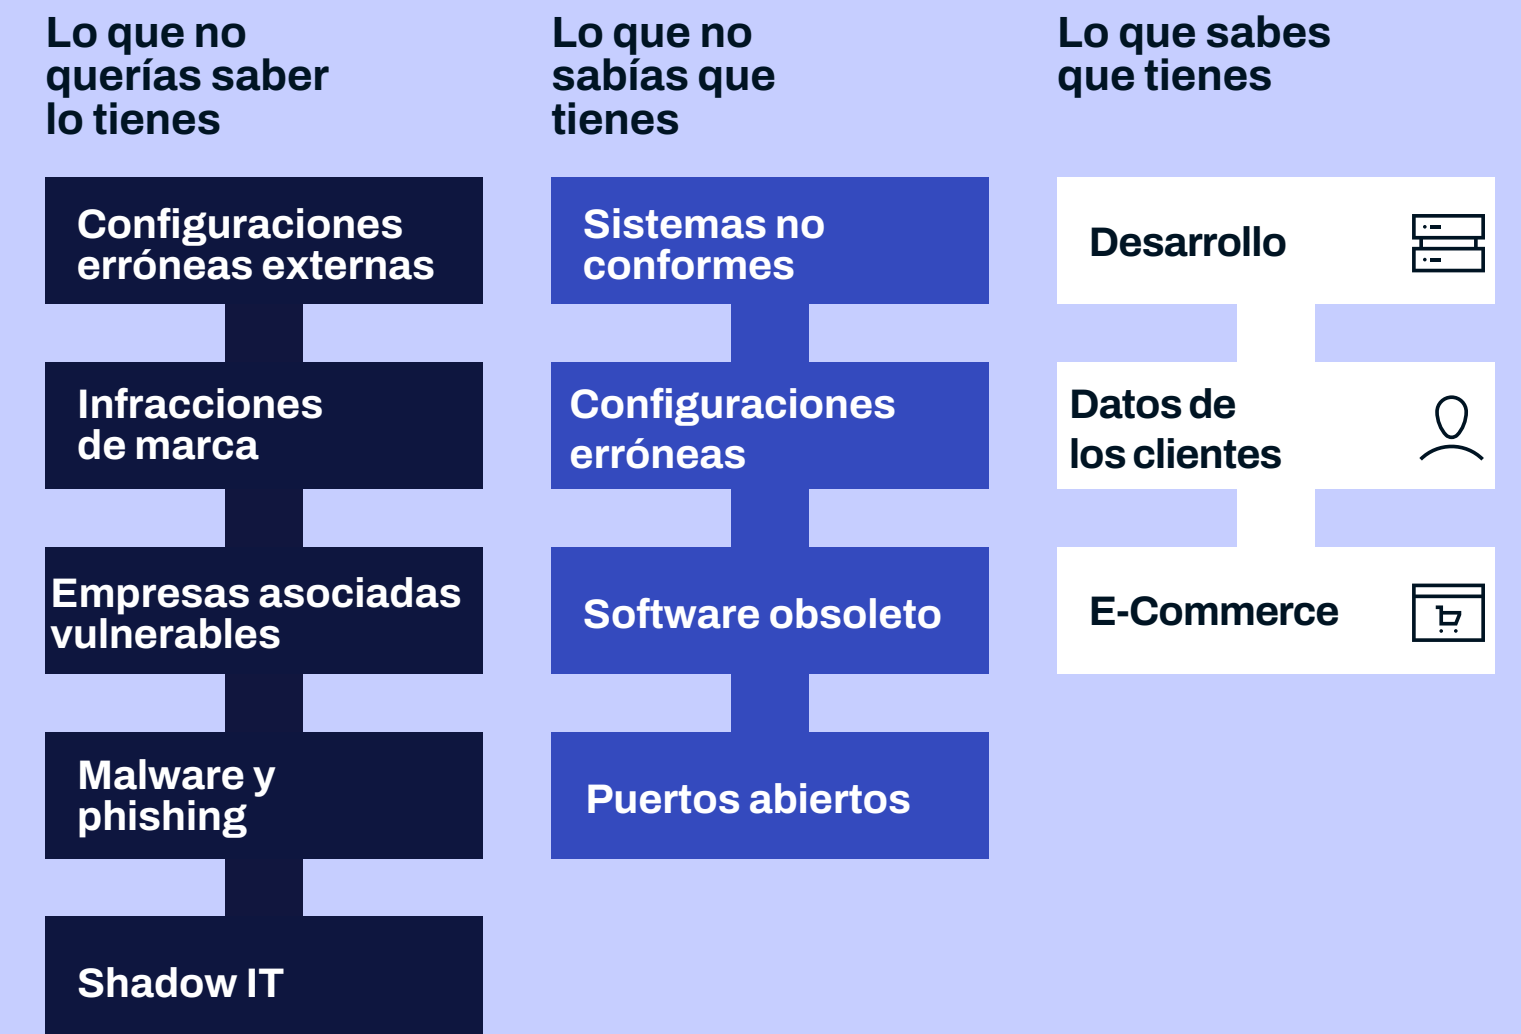 Lo que no
querías saber
lo tienes
Configuraciones
erróneas externas
Infracciones
de marca
Empresas asociadas
vulnerables
Malware y
phishing
Shadow IT
Lo que no
sabías que
tienes
Sistemas no
conformes
Configuraciones
erróneas
Software obsoleto
Puertos abiertos
Lo que sabes
que tienes
Desarrollo
Datos de
los clientes
E-Commerce